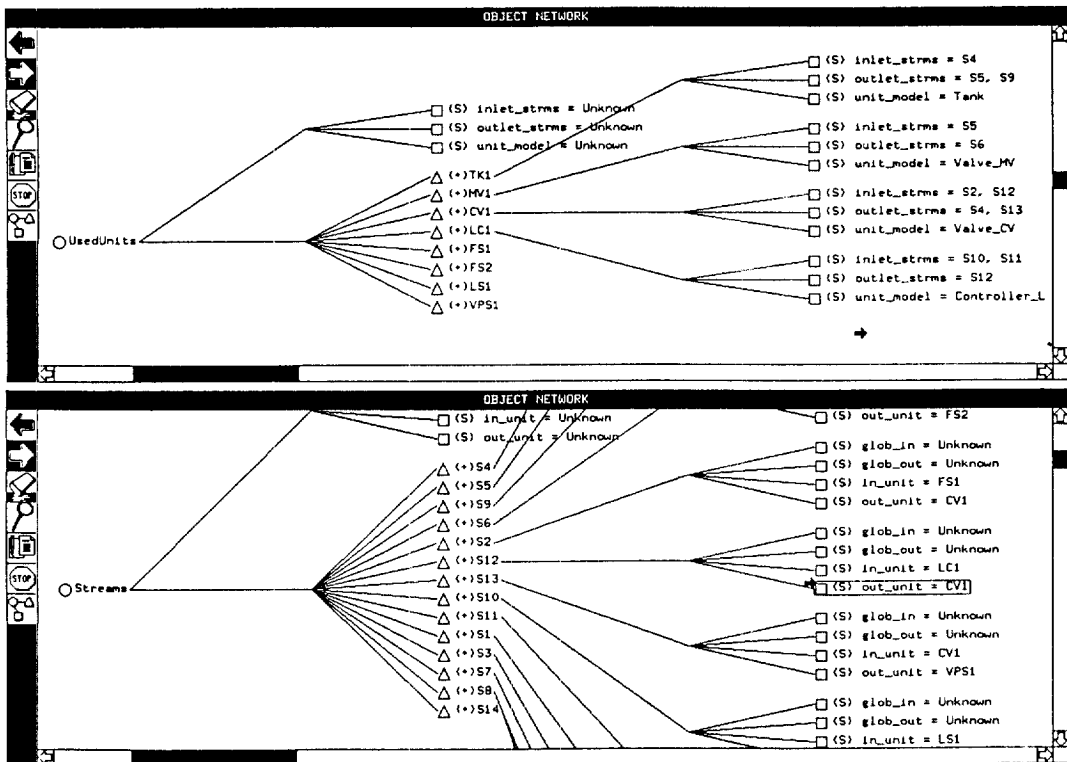 OBJECT NETWORK
(S) inlet_strms = S4
(S) outlet_strms = S5, S9
(S) unit_model = Tank
(S) inlet_strms = Unknown
(S) outlet_strms = Unknown
(S) unit_model = Unknown
(S) inlet_strms = S5
(S) outlet_strms = S6
(S) unit_model = Valve_MV
(+)TK1
(+)MV1
(+)CV1
(+)LC1
(+)FS1
(+)FS2
(+)LS1
(+)VPS1
UsedUnits
(S) inlet_strms = S2, S12
(S) outlet_strms = S4, S13
(S) unit_model = Valve_CV
(S) inlet_strms = S10, S11
(S) outlet_strms = S12
(S) unit_model = Controller_L
STOP
OBJECT NETWORK
(S) in_unit = Unknown
(S) out_unit = Unknown
(S) out_unit = FS2
(S) glob_in = Unknown
(S) glob_out = Unknown
(S) in_unit = FS1
(S) out_unit = CV1
(+)S4
(+)S5
(+)S9
(+)S6
(+)S2
(+)S12
(+)S13
(+)S10
(+)S11
(+)S1
(+)S3
(+)S7
(+)S8
(+)S14
Streams
(S) glob_in = Unknown
(S) glob_out = Unknown
(S) in_unit = LC1
(S) out_unit = CV1
(S) glob_in = Unknown
(S) glob_out = Unknown
(S) in_unit = CV1
(S) out_unit = VPS1
(S) glob_in = Unknown
(S) glob_out = Unknown
(S) in_unit = LS1
STOP